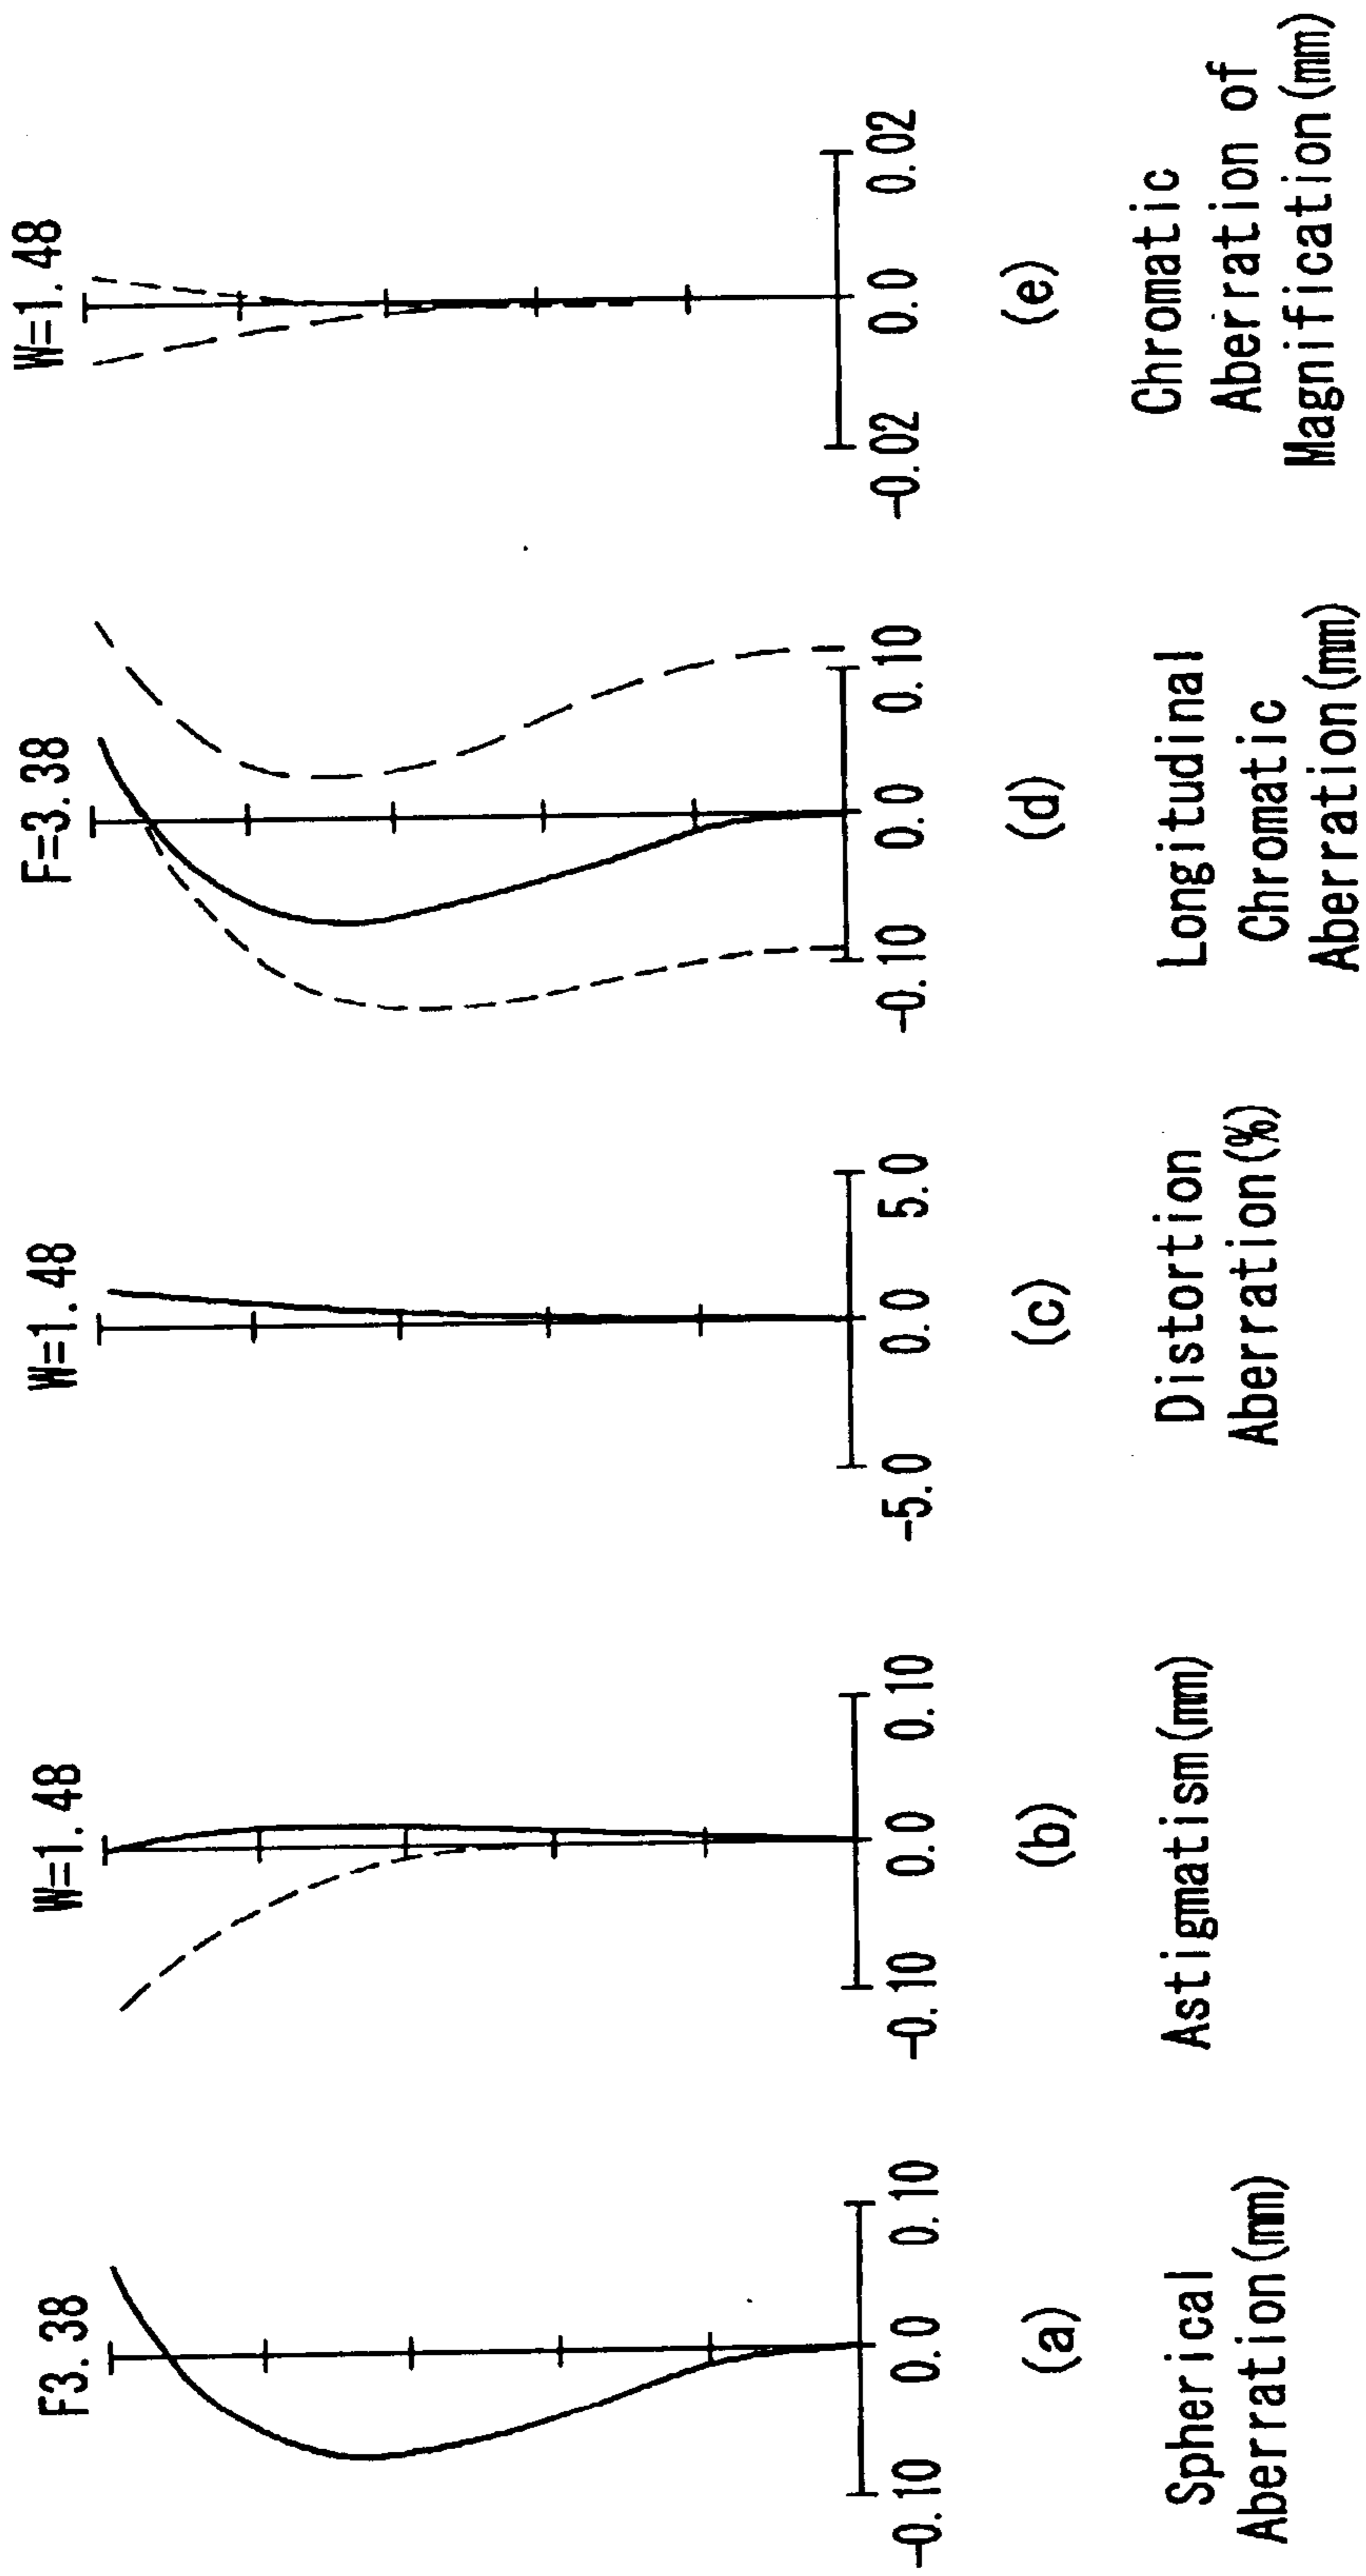 F3.38
-0.10 0.0 0.10
(a)
Spherical
Aberration(mm)
W=1.48
-0.10 0.0 0.10
(b)
Astigmatism(mm)
W=1.48
-5.0 0.0 5.0
(c)
Distortion
Aberration(%)
F=3.38
-0.10 0.0 0.10
(d)
Longitudinal
Chromatic
Aberration(mm)
W=1.48
-0.02 0.0 0.02
(e)
Chromatic
Aberration of
Magnification(mm)